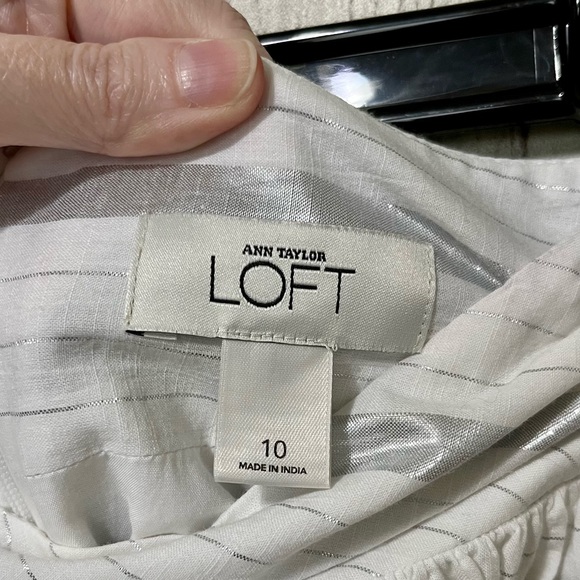 ANN TAYLOR
LOFT
10
MADE IN INDIA